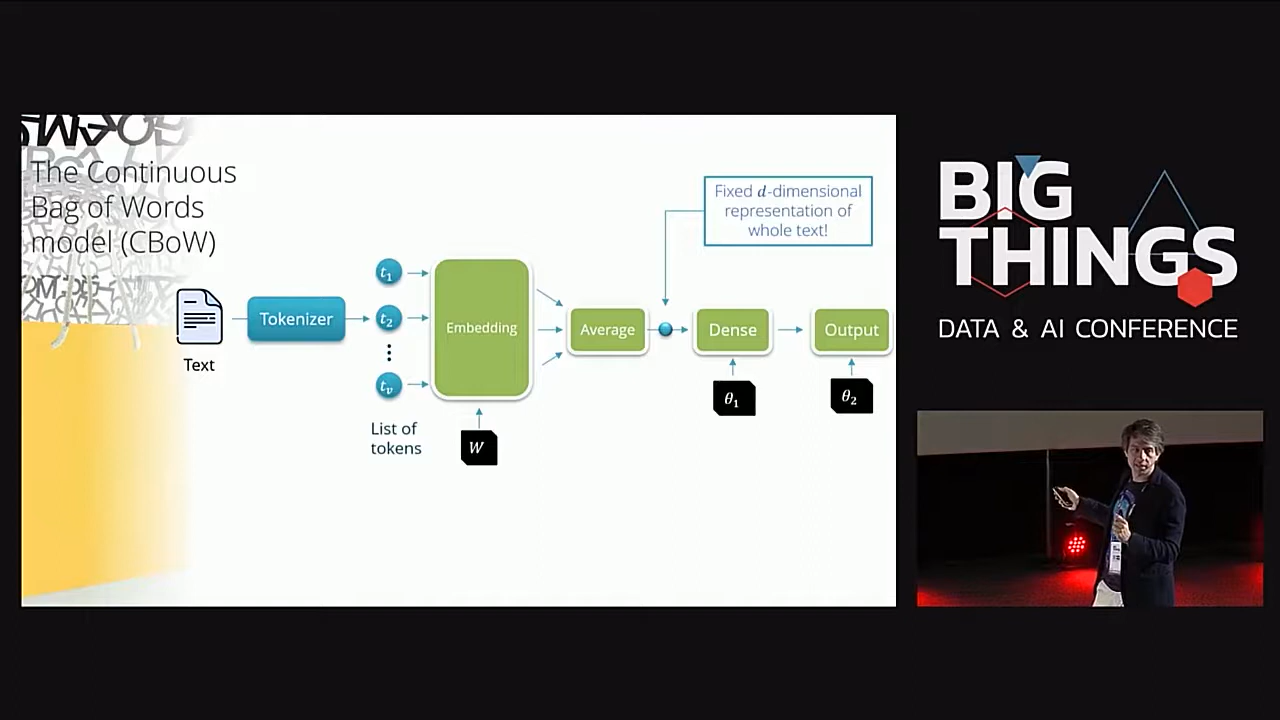 The Continuous
Bag of Words
model (CBoW)
Fixed d-dimensional
representation of
whole text!
Text
Tokenizer
t₁
t₂
⋮
tᵥ
List of
tokens
Embedding
W
Average
Dense
θ₁
Output
θ₂
BIG
THINGS
DATA & AI CONFERENCE